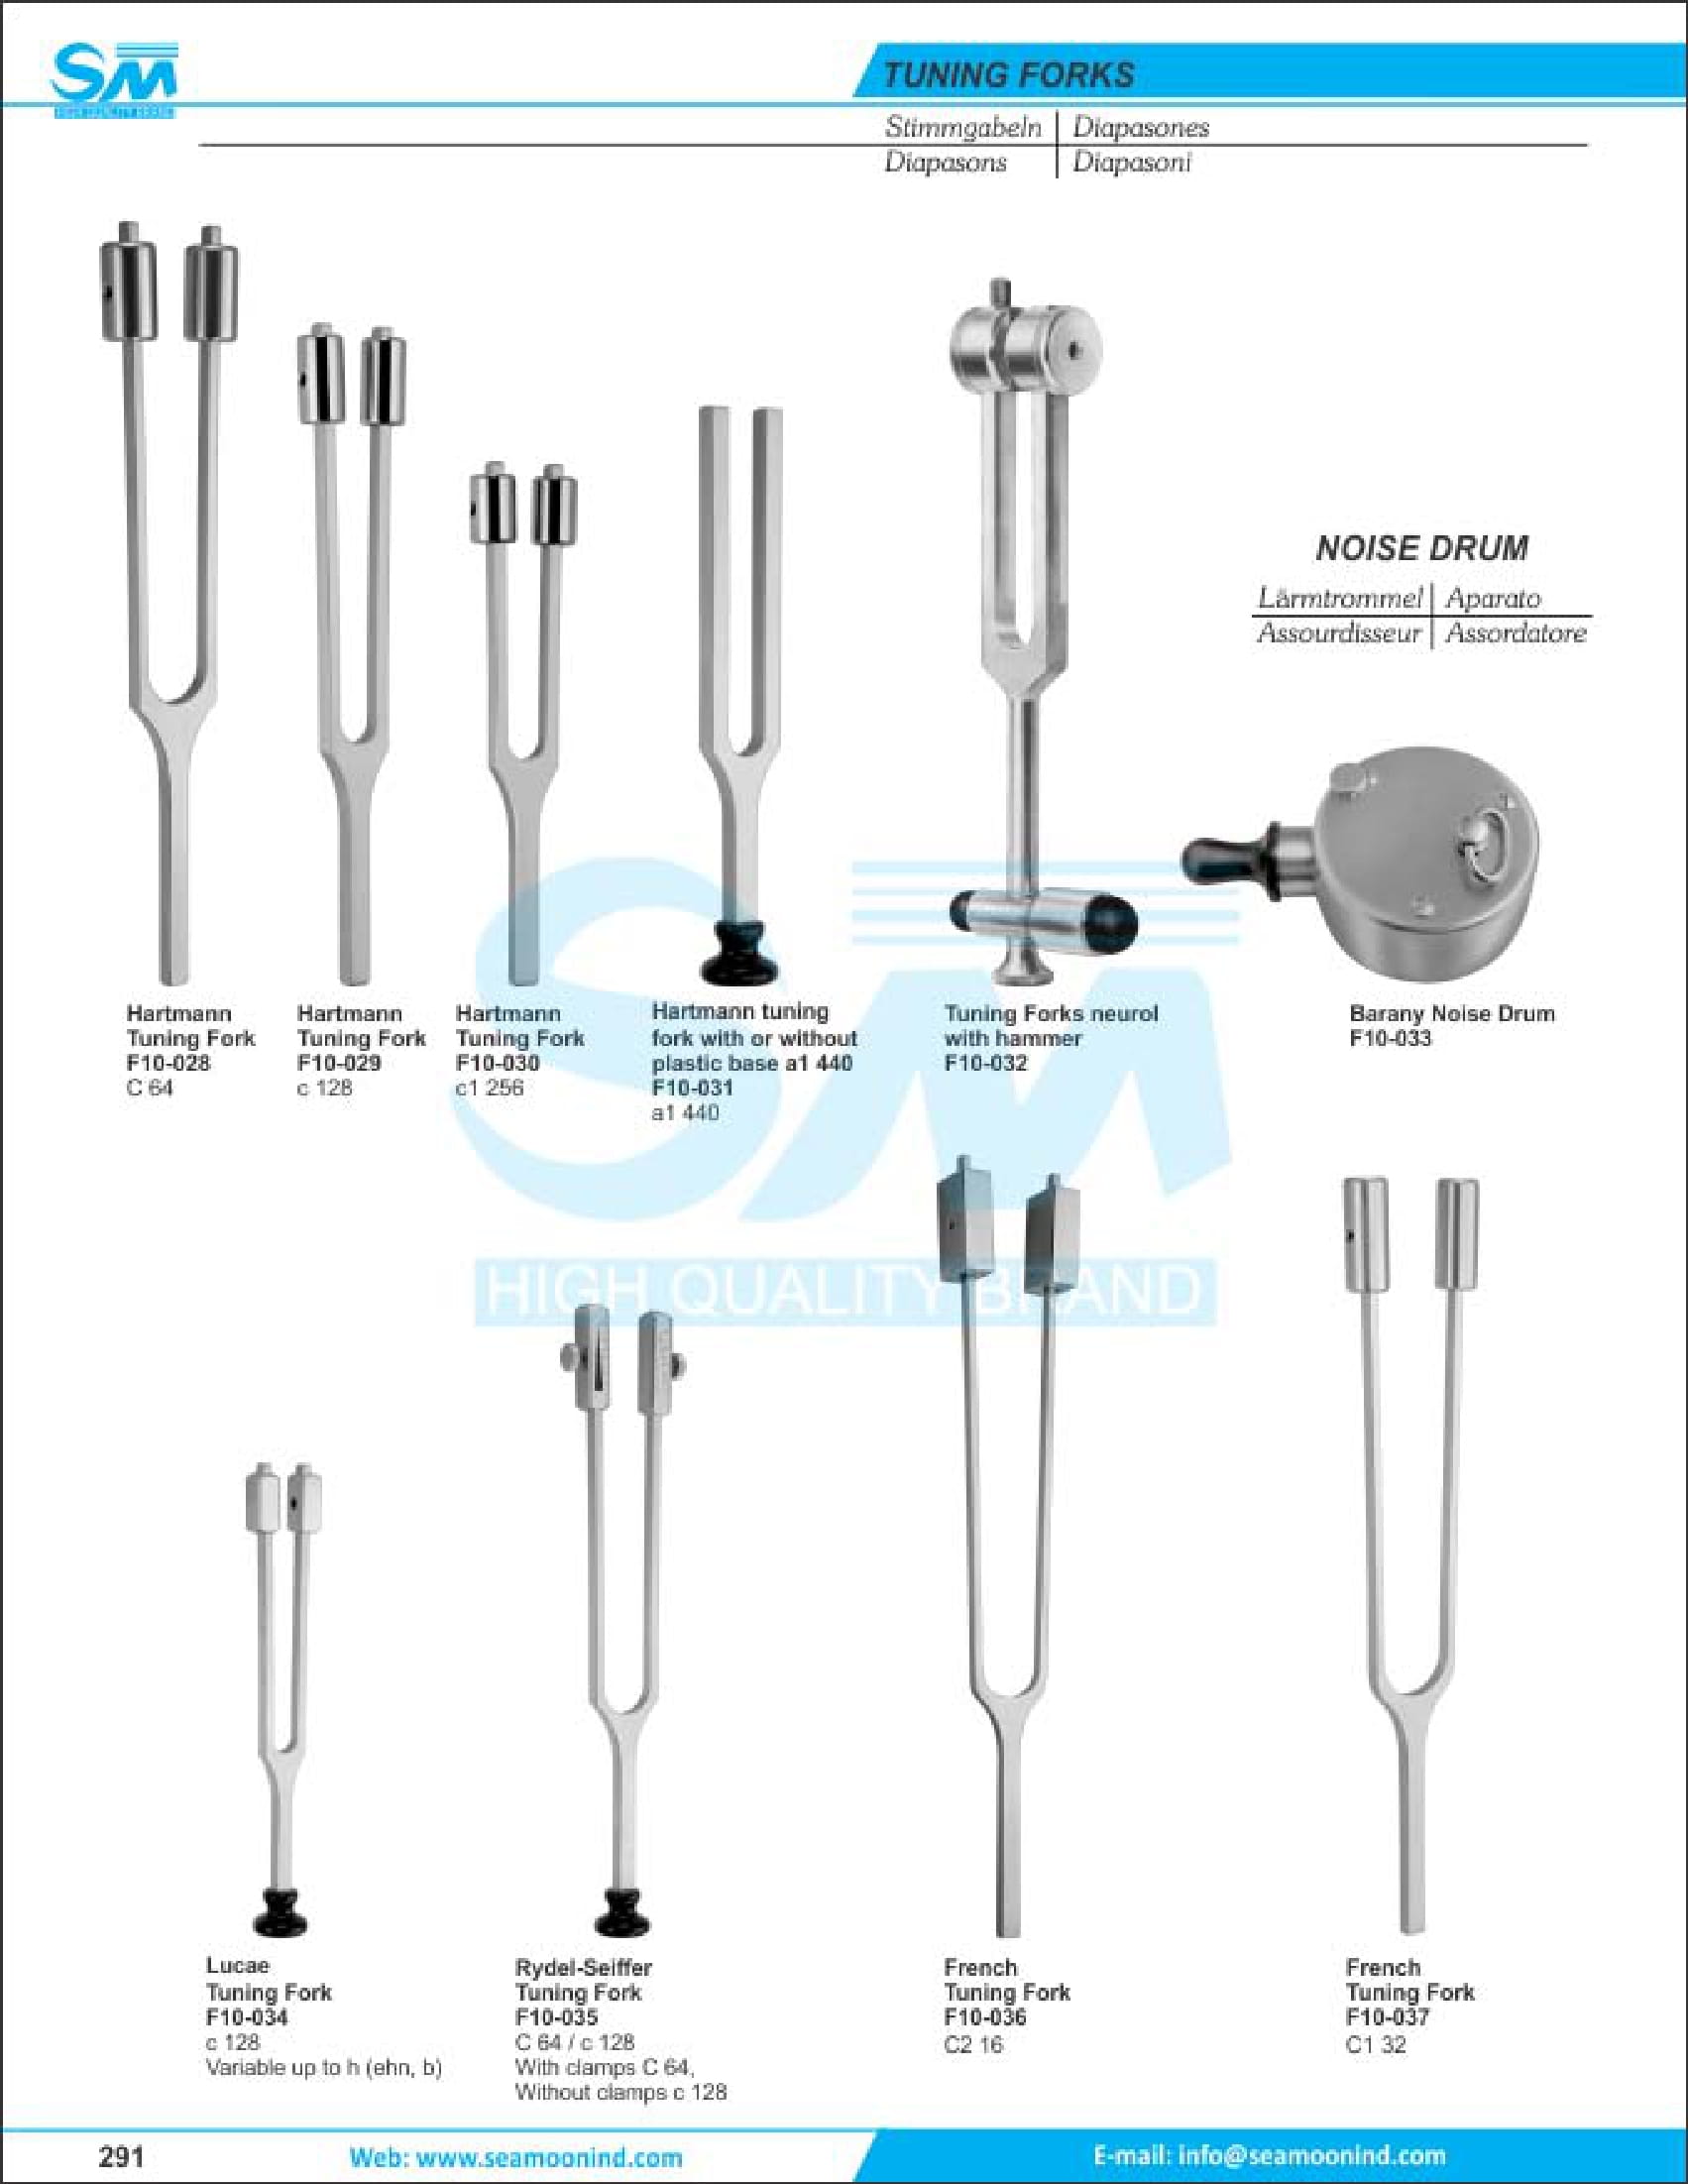 SM
TUNING FORKS
Stimmgabeln | Diapasones
Diapasons | Diapasoni
NOISE DRUM
Lärmtrommel | Aparato
Assourdisseur | Assordatore
Hartmann
Tuning Fork
F10-028
C 64
Hartmann
Tuning Fork
F10-029
c 128
Hartmann
Tuning Fork
F10-030
c1 256
Hartmann tuning
fork with or without
plastic base a1 440
F10-031
a1 440
Tuning Forks neurol
with hammer
F10-032
Barany Noise Drum
F10-033
SM
HIGH QUALITY BRAND
Lucae
Tuning Fork
F10-034
c 128
Variable up to h (ehn, b)
Rydel-Seiffer
Tuning Fork
F10-035
C 64 / c 128
With clamps C 64,
Without clamps c 128
French
Tuning Fork
F10-036
C2 16
French
Tuning Fork
F10-037
C1 32
291
Web: www.seamoonind.com
E-mail: info@seamoonind.com